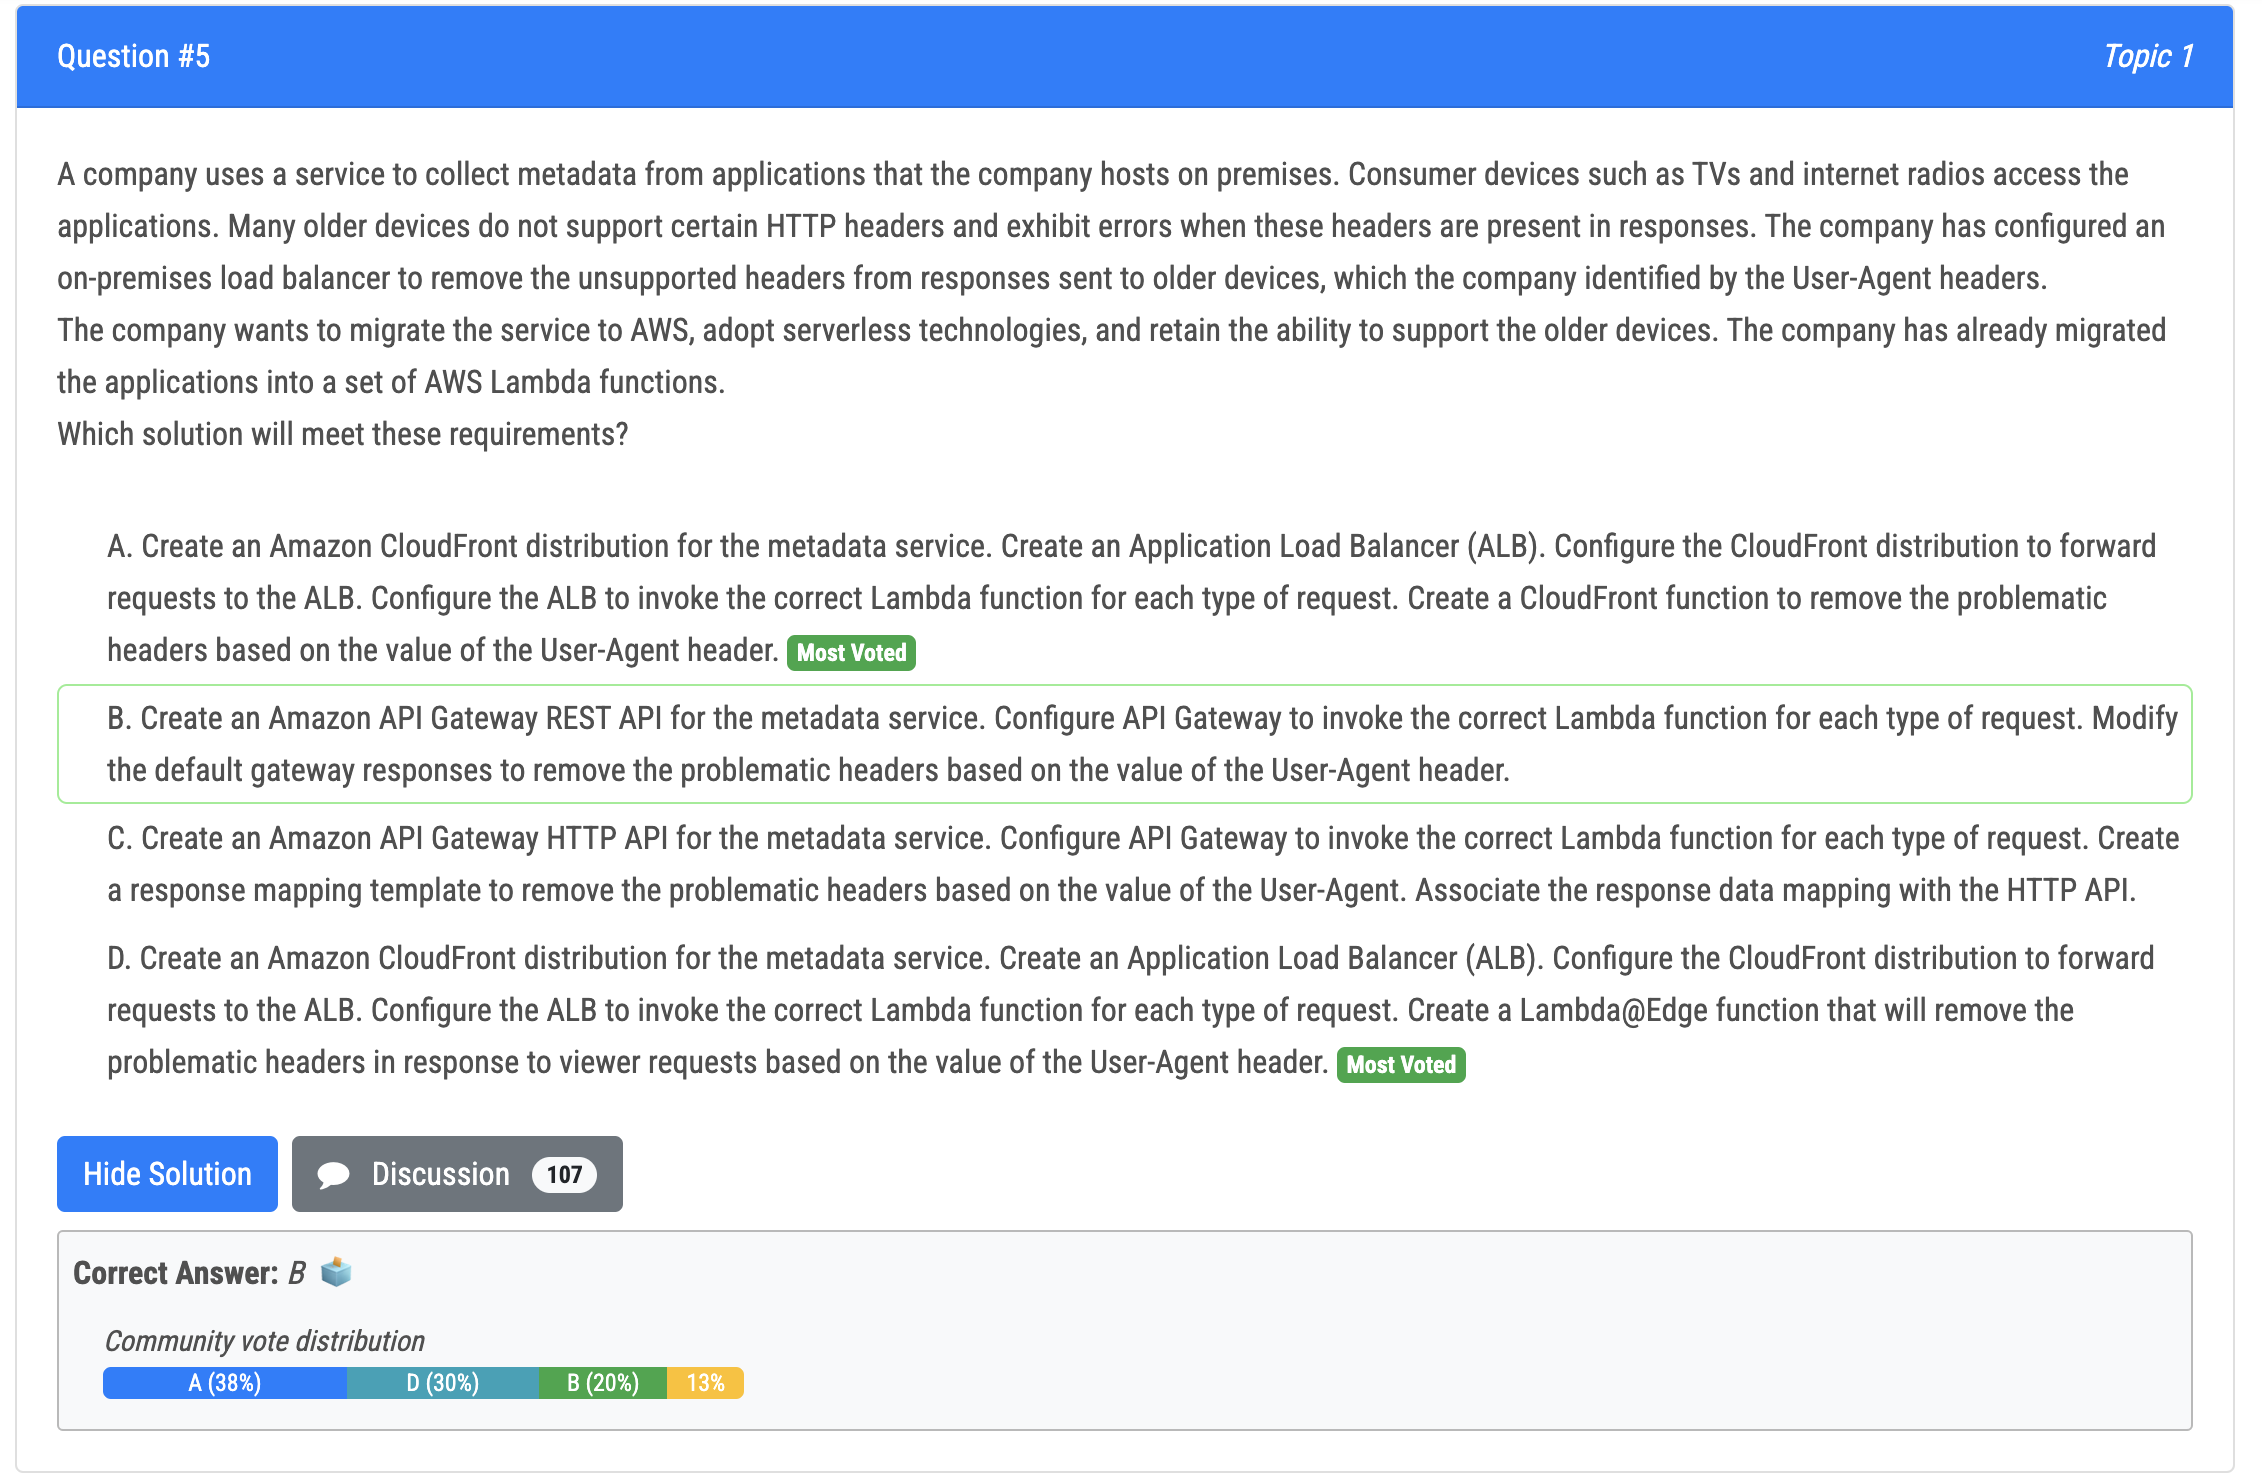 Question #5
Topic 1
A company uses a service to collect metadata from applications that the company hosts on premises. Consumer devices such as TVs and internet radios access the
applications. Many older devices do not support certain HTTP headers and exhibit errors when these headers are present in responses. The company has configured an
on-premises load balancer to remove the unsupported headers from responses sent to older devices, which the company identified by the User-Agent headers.
The company wants to migrate the service to AWS, adopt serverless technologies, and retain the ability to support the older devices. The company has already migrated
the applications into a set of AWS Lambda functions.
Which solution will meet these requirements?
A. Create an Amazon CloudFront distribution for the metadata service. Create an Application Load Balancer (ALB). Configure the CloudFront distribution to forward
requests to the ALB. Configure the ALB to invoke the correct Lambda function for each type of request. Create a CloudFront function to remove the problematic
headers based on the value of the User-Agent header. Most Voted
B. Create an Amazon API Gateway REST API for the metadata service. Configure API Gateway to invoke the correct Lambda function for each type of request. Modify
the default gateway responses to remove the problematic headers based on the value of the User-Agent header.
C. Create an Amazon API Gateway HTTP API for the metadata service. Configure API Gateway to invoke the correct Lambda function for each type of request. Create
a response mapping template to remove the problematic headers based on the value of the User-Agent. Associate the response data mapping with the HTTP API.
D. Create an Amazon CloudFront distribution for the metadata service. Create an Application Load Balancer (ALB). Configure the CloudFront distribution to forward
requests to the ALB. Configure the ALB to invoke the correct Lambda function for each type of request. Create a Lambda@Edge function that will remove the
problematic headers in response to viewer requests based on the value of the User-Agent header. Most Voted
Hide Solution
Discussion 107
Correct Answer: B
Community vote distribution
A (38%) D (30%) B (20%) 13%